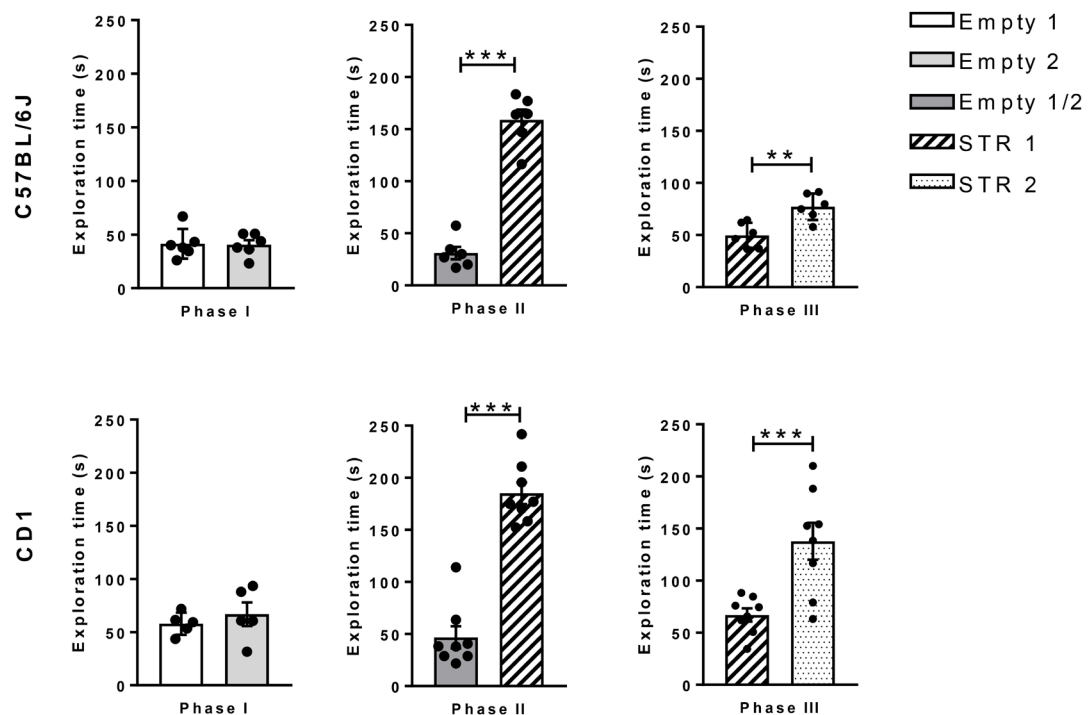 C57BL/6J
Exploration time (s)
250
200
150
100
50
0
Phase I
Exploration time (s)
250
200
150
100
50
0
***
Phase II
Exploration time (s)
250
200
150
100
50
0
**
Phase III
Empty 1
Empty 2
Empty 1/2
STR 1
STR 2
CD1
Exploration time (s)
250
200
150
100
50
0
Phase I
Exploration time (s)
250
200
150
100
50
0
***
Phase II
Exploration time (s)
250
200
150
100
50
0
***
Phase III